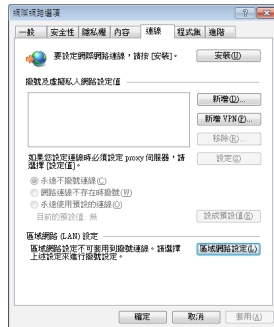 網際網路選項
一般 安全性 隱私權 內容 連線 程式集 進階
要設定網際網路連線，請按 [安裝]。
安裝(U)
撥號及虛擬私人網路設定值
新增(D)...
新增 VPN(P)...
移除(R)...
如果您設定連線時必須設定 proxy 伺服器，請
選擇 [設定值]。
設定(S)
永遠不撥號連線(C)
網路連線不存在時撥號(W)
永遠使用預設的連線(O)
目前的預設值: 無
設成預設值(E)
區域網路 (LAN) 設定
區域網路設定不可套用到撥號連線。請選擇
上述設定來進行撥號設定。
區域網路設定(L)
確定 取消 套用(A)